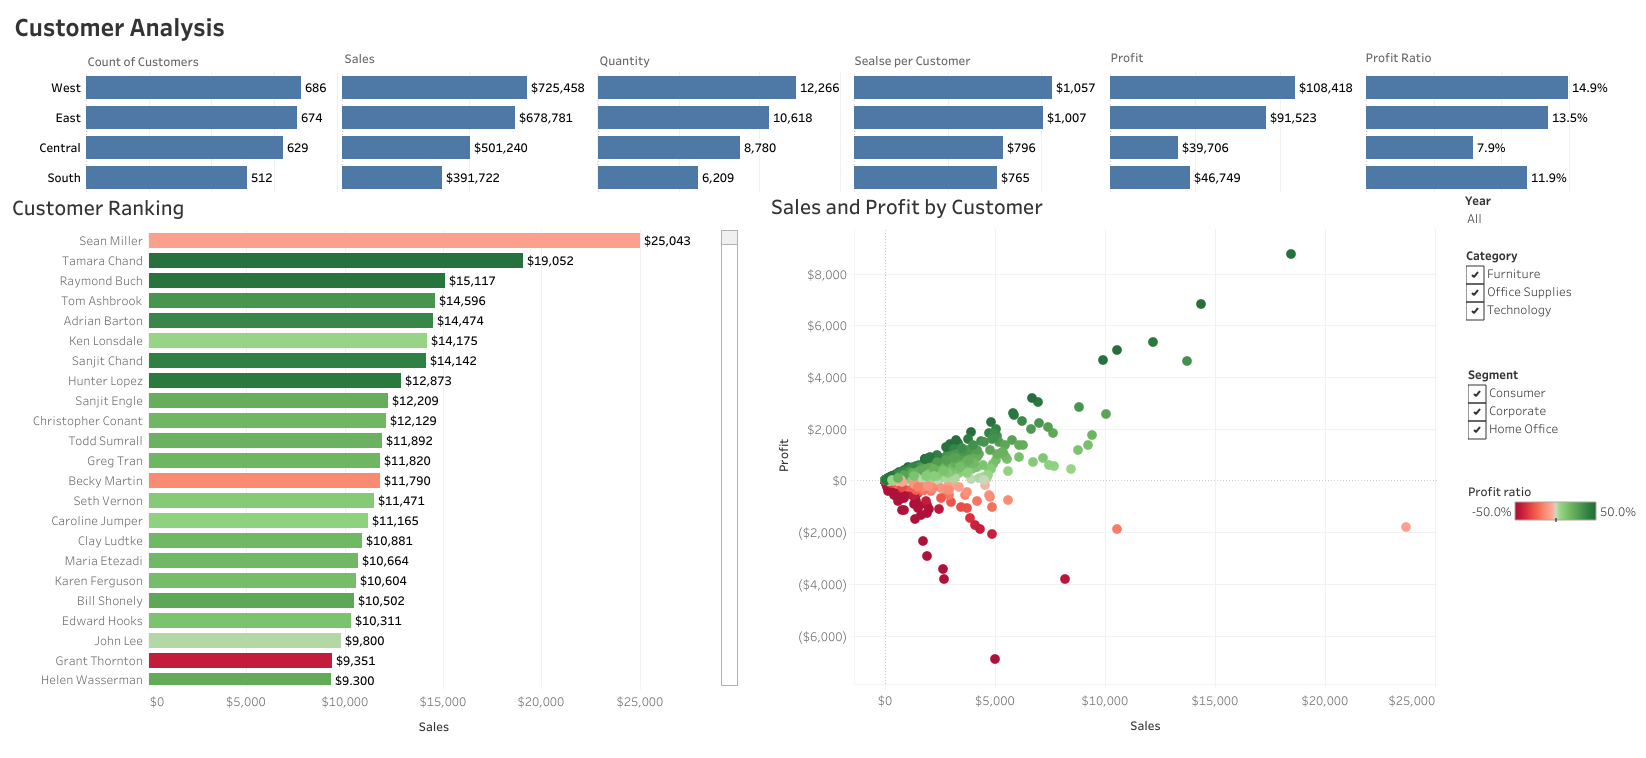 Customer Analysis
Count of Customers
Sales
Quantity
Sealse per Customer
Profit
Profit Ratio
West 686 $725,458 12,266 $1,057 $108,418 14.9%
East 674 $678,781 10,618 $1,007 $91,523 13.5%
Central 629 $501,240 8,780 $796 $39,706 7.9%
South 512 $391,722 6,209 $765 $46,749 11.9%
Customer Ranking
Sean Miller $25,043
Tamara Chand $19,052
Raymond Buch $15,117
Tom Ashbrook $14,596
Adrian Barton $14,474
Ken Lonsdale $14,175
Sanjit Chand $14,142
Hunter Lopez $12,873
Sanjit Engle $12,209
Christopher Conant $12,129
Todd Sumrall $11,892
Greg Tran $11,820
Becky Martin $11,790
Seth Vernon $11,471
Caroline Jumper $11,165
Clay Ludtke $10,881
Maria Etezadi $10,664
Karen Ferguson $10,604
Bill Shonely $10,502
Edward Hooks $10,311
John Lee $9,800
Grant Thornton $9,351
Helen Wasserman $9,300
$0 $5,000 $10,000 $15,000 $20,000 $25,000
Sales
Sales and Profit by Customer
Profit
$8,000
$6,000
$4,000
$2,000
$0
($2,000)
($4,000)
($6,000)
$0 $5,000 $10,000 $15,000 $20,000 $25,000
Sales
Year
All
Category
Furniture
Office Supplies
Technology
Segment
Consumer
Corporate
Home Office
Profit ratio
-50.0% 50.0%